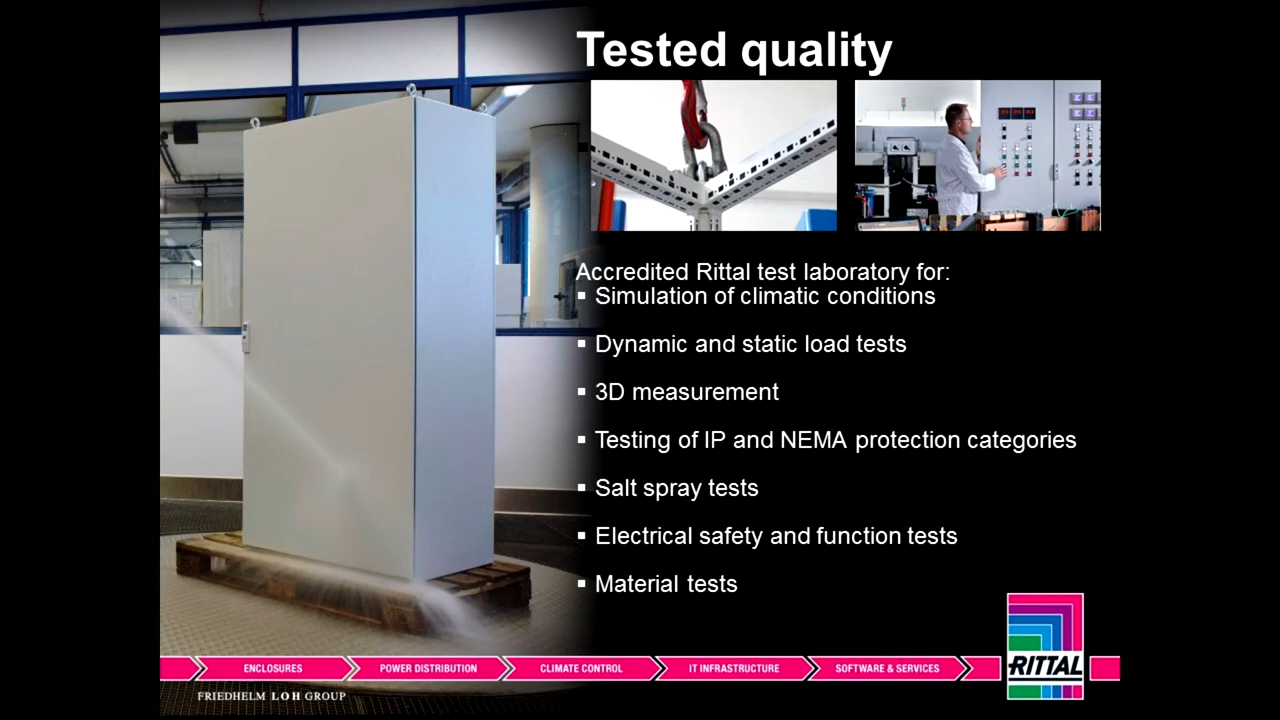 Tested quality
Accredited Rittal test laboratory for:
▪ Simulation of climatic conditions
▪ Dynamic and static load tests
▪ 3D measurement
▪ Testing of IP and NEMA protection categories
▪ Salt spray tests
▪ Electrical safety and function tests
▪ Material tests
ENCLOSURES
POWER DISTRIBUTION
CLIMATE CONTROL
IT INFRASTRUCTURE
SOFTWARE & SERVICES
RITTAL
FRIEDHELM LOH GROUP